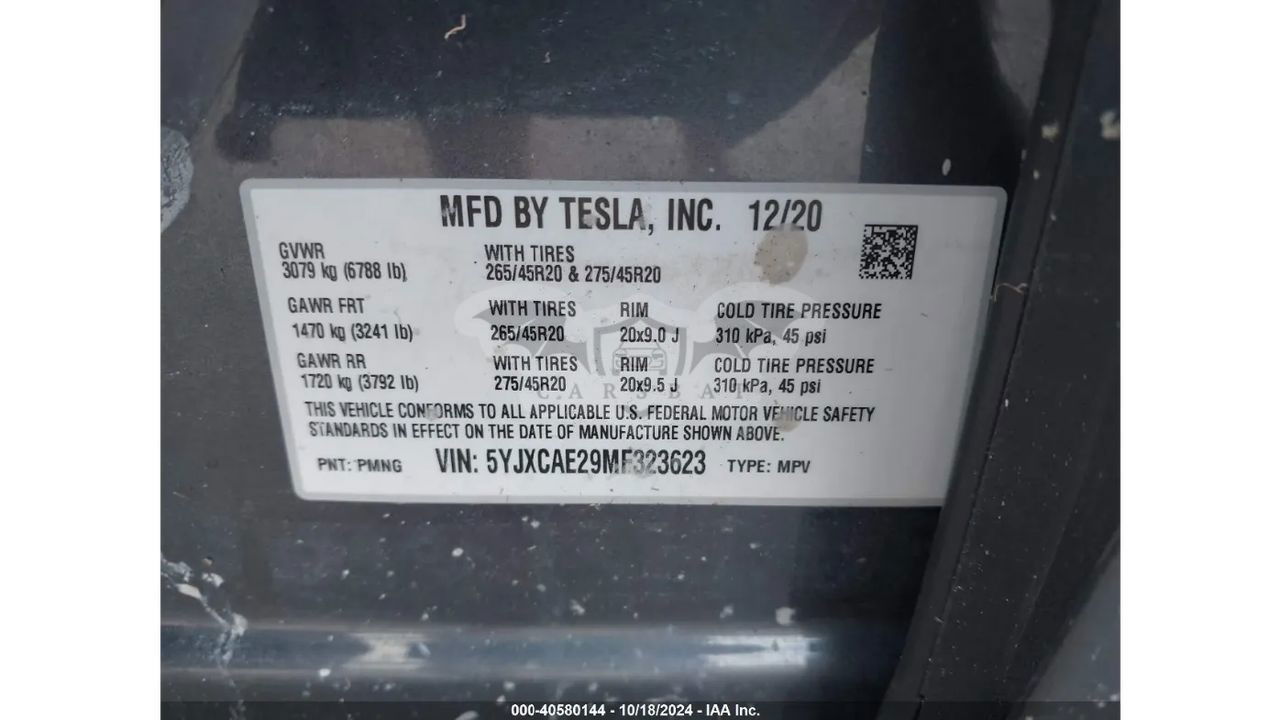 MFD BY TESLA, INC. 12/20
GVWR WITH TIRES
3079 kg (6788 lb) 265/45R20 & 275/45R20
GAWR FRT WITH TIRES RIM COLD TIRE PRESSURE
1470 kg (3241 lb) 265/45R20 20x9.0 J 310 kPa, 45 psi
GAWR RR WITH TIRES RIM COLD TIRE PRESSURE
1720 kg (3792 lb) 275/45R20 20x9.5 J 310 kPa, 45 psi
CARSBAT
THIS VEHICLE CONFORMS TO ALL APPLICABLE U.S. FEDERAL MOTOR VEHICLE SAFETY
STANDARDS IN EFFECT ON THE DATE OF MANUFACTURE SHOWN ABOVE.
PNT: PMNG VIN: 5YJXCAE29MF323623 TYPE: MPV
000-40580144 - 10/18/2024 - IAA Inc.